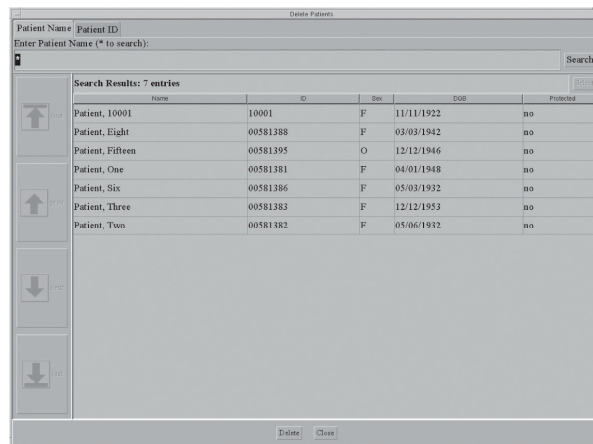 Delete Patients
Patient Name Patient ID
Enter Patient Name (* to search):
*
Search
Search Results: 7 entries
Name ID Sex DOB Protected
Patient, 10001 10001 F 11/11/1922 no
Patient, Eight 00581388 F 03/03/1942 no
Patient, Fifteen 00581395 O 12/12/1946 no
Patient, One 00581381 F 04/01/1948 no
Patient, Six 00581386 F 05/03/1932 no
Patient, Three 00581383 F 12/12/1953 no
Patient, Two 00581382 F 05/06/1932 no
Delete Close